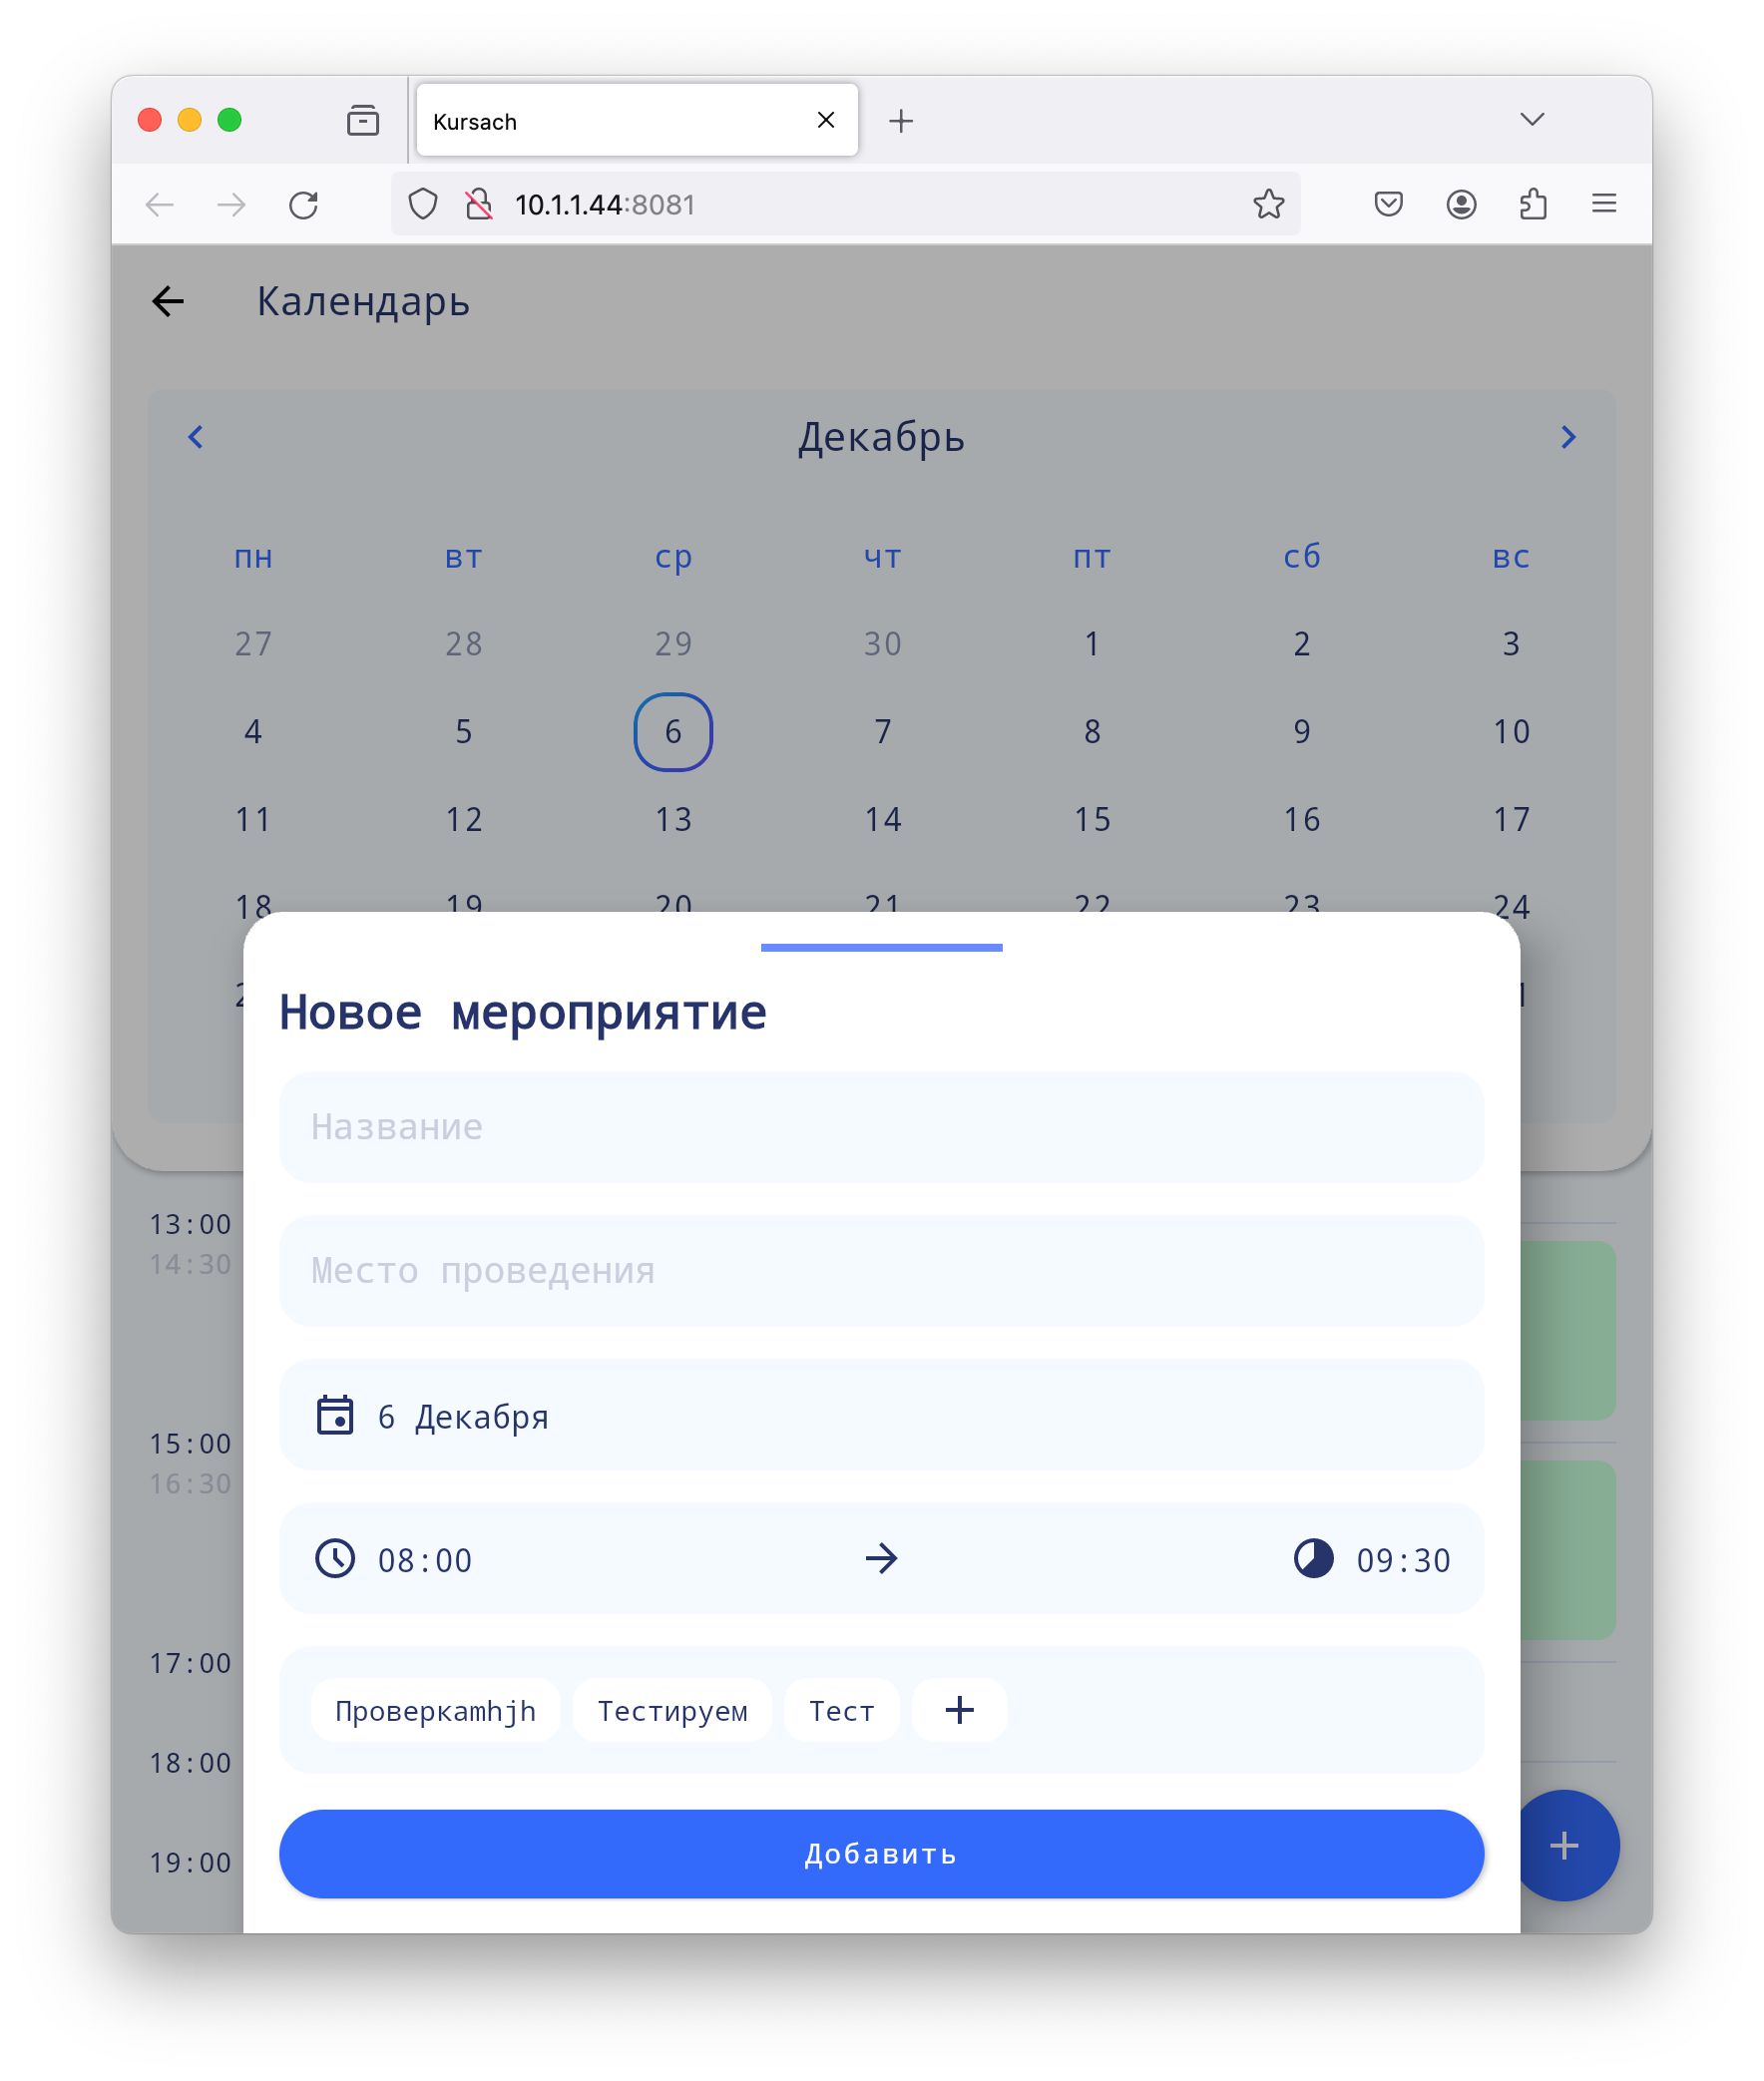 Kursach
10.1.1.44:8081
Календарь
Декабрь
пн вт ср чт пт сб вс
27 28 29 30 1 2 3
4 5 6 7 8 9 10
11 12 13 14 15 16 17
18 19 20 21 22 23 24
Новое мероприятие
Название
Место проведения
13:00
14:30
6 Декабря
15:00
16:30
08:00 09:30
17:00
Проверкаmhjh Тестируем Тест
18:00
Добавить
19:00